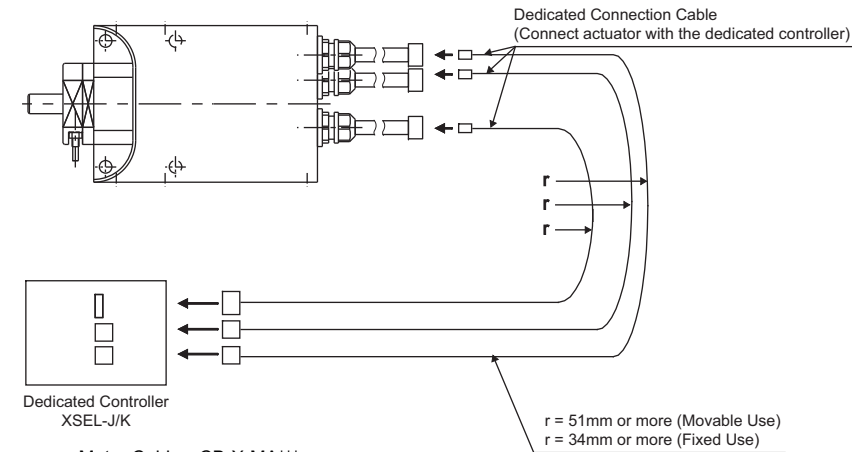 Dedicated Connection Cable
(Connect actuator with the dedicated controller)
r
r
r
Dedicated Controller
XSEL-J/K
r = 51mm or more (Movable Use)
r = 34mm or more (Fixed Use)